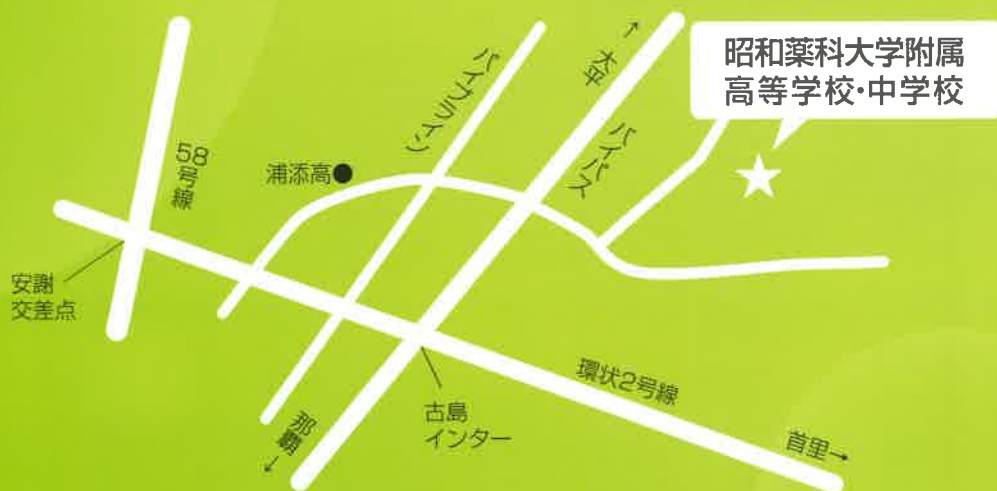 昭和薬科大学附属
高等学校・中学校
↑大平
バイパス
パイプライン
58号線
浦添高●
安謝
交差点
環状2号線
古島
インター
首里→
那覇↓